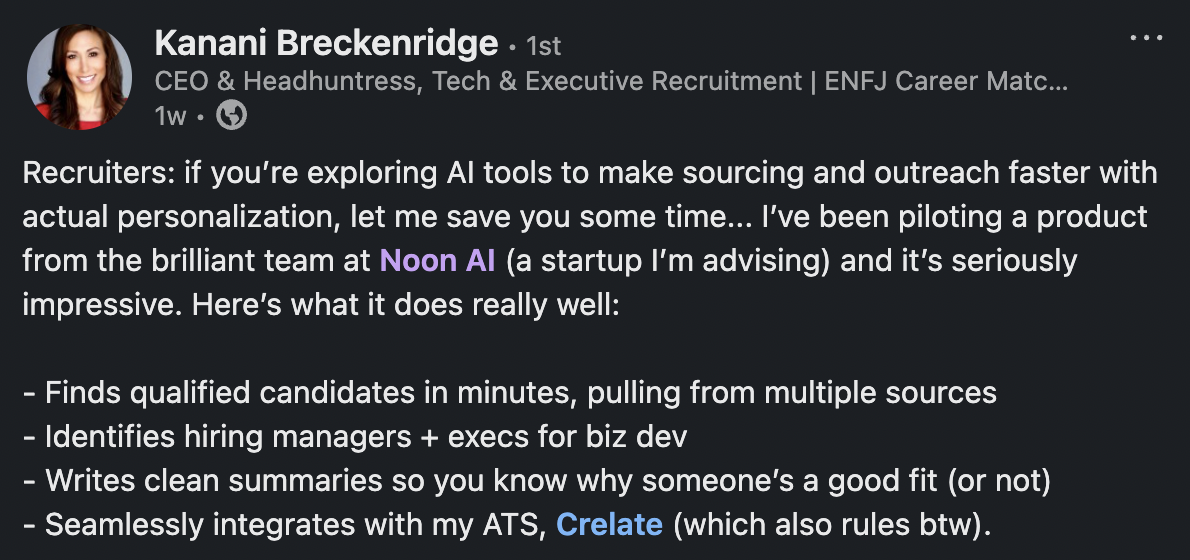 Kanani Breckenridge • 1st
CEO & Headhuntress, Tech & Executive Recruitment | ENFJ Career Matc...
1w •
Recruiters: if you’re exploring AI tools to make sourcing and outreach faster with
actual personalization, let me save you some time... I’ve been piloting a product
from the brilliant team at Noon AI (a startup I’m advising) and it’s seriously
impressive. Here’s what it does really well:
- Finds qualified candidates in minutes, pulling from multiple sources
- Identifies hiring managers + execs for biz dev
- Writes clean summaries so you know why someone’s a good fit (or not)
- Seamlessly integrates with my ATS, Crelate (which also rules btw).